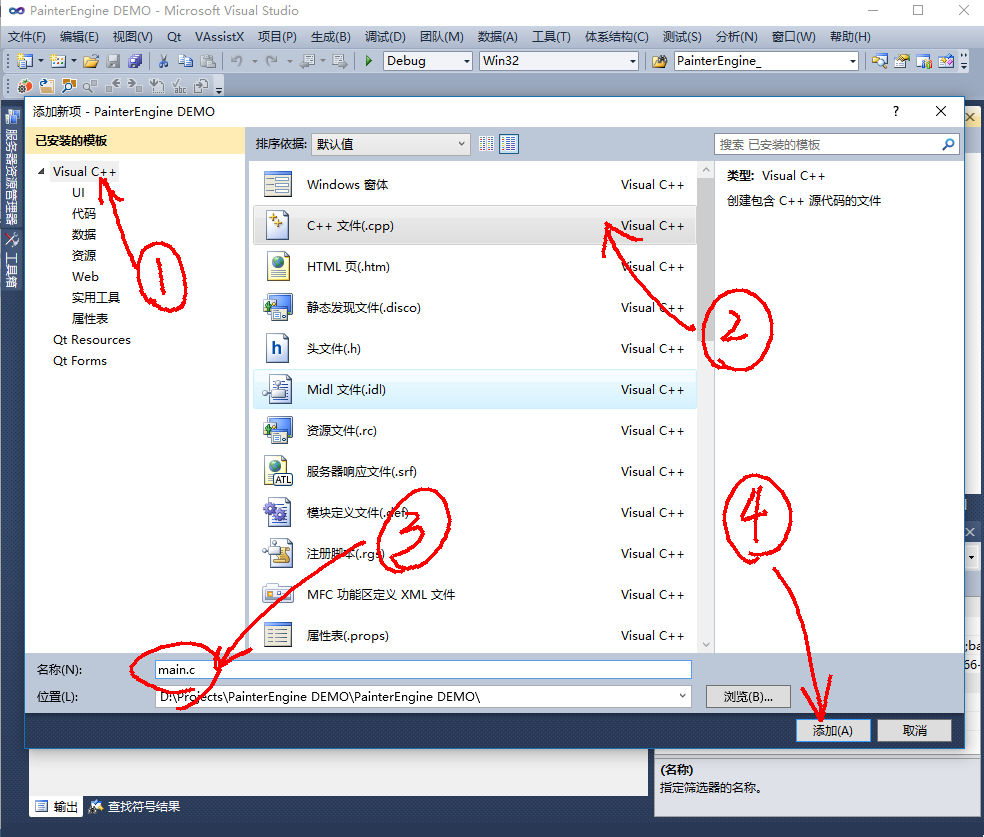 PainterEngine DEMO - Microsoft Visual Studio
文件(F) 编辑(E) 视图(V) Qt VAssistX 项目(P) 生成(B) 调试(D) 团队(M) 数据(A) 工具(T) 体系结构(C) 测试(S) 分析(N) 窗口(W) 帮助(H)
Debug Win32 PainterEngine_
添加新项 - PainterEngine DEMO
服务器资源管理器
工具箱
已安装的模板
Visual C++
UI
代码
数据
资源
Web
实用工具
属性表
Qt Resources
Qt Forms
排序依据: 默认值
搜索 已安装的模板
Windows 窗体 Visual C++
C++ 文件(.cpp) Visual C++
HTML 页(.htm) Visual C++
静态发现文件(.disco) Visual C++
头文件(.h) Visual C++
Midl 文件(.idl) Visual C++
资源文件(.rc) Visual C++
服务器响应文件(.srf) Visual C++
模块定义文件(.def) Visual C++
注册脚本(.rgs) Visual C++
MFC 功能区定义 XML 文件 Visual C++
属性表(.props) Visual C++
类型: Visual C++
创建包含 C++ 源代码的文件
1
2
3
4
名称(N): main.c
位置(L): D:\Projects\PainterEngine DEMO\PainterEngine DEMO\
浏览(B)...
添加(A) 取消
(名称)
指定筛选器的名称。
输出 查找符号结果